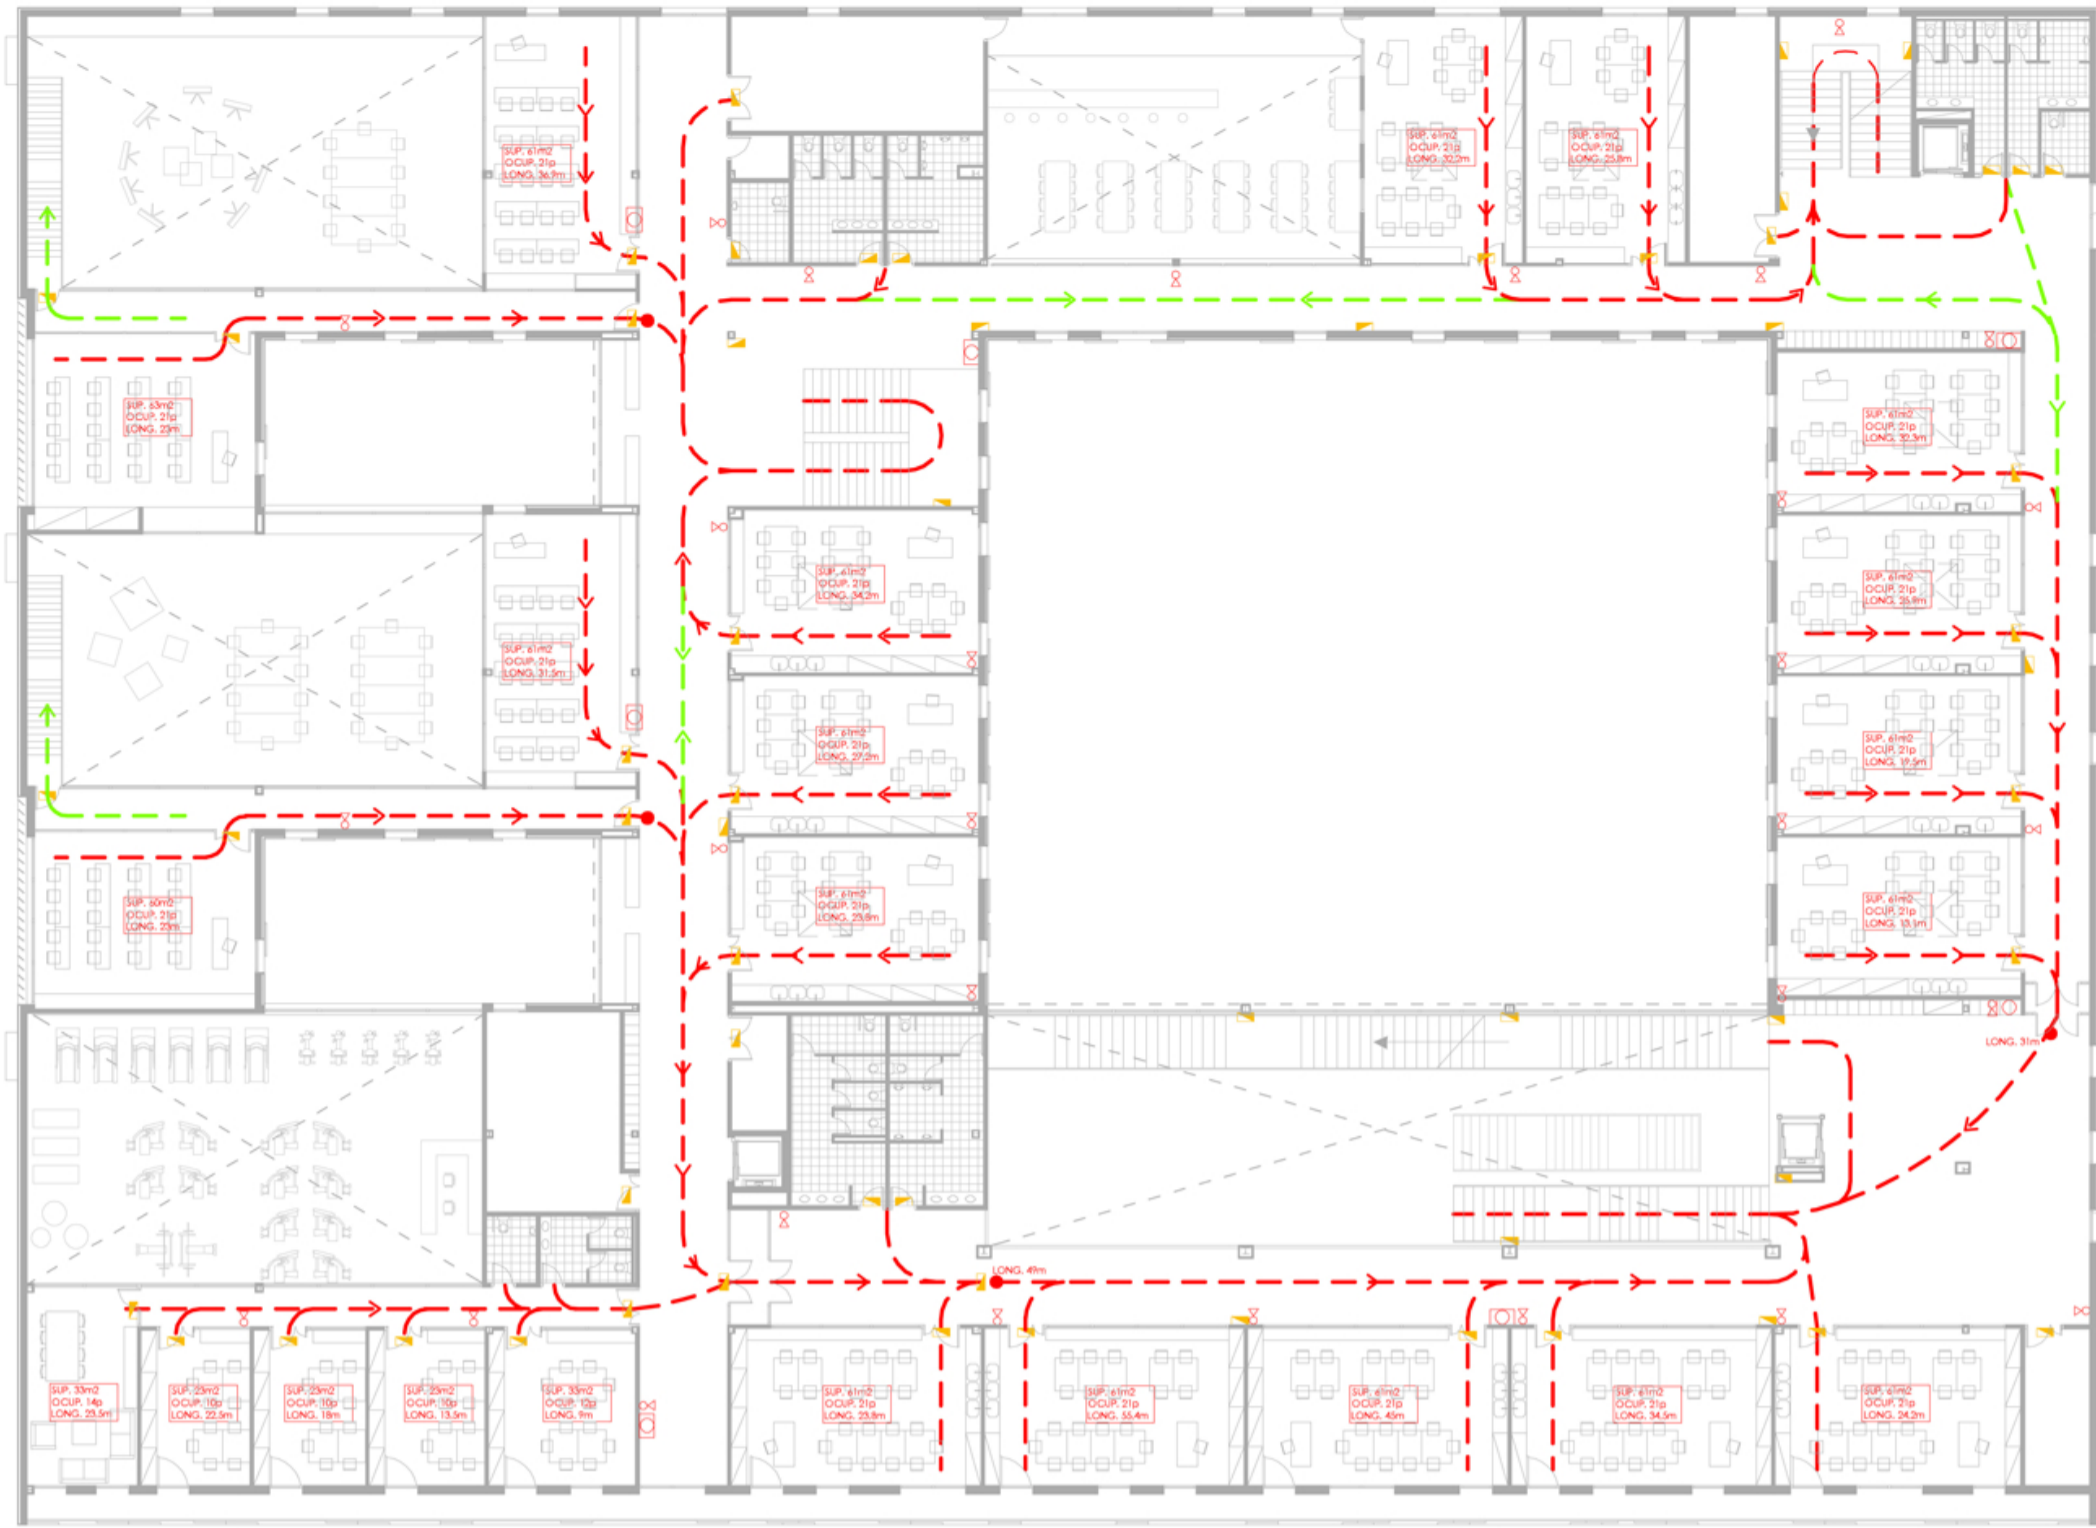 SUP. 61m2
OCUP. 21p
LONG. 36.9m
SUP. 61m2
OCUP. 21p
LONG. 32.2m
SUP. 61m2
OCUP. 21p
LONG. 25.8m
SUP. 63m2
OCUP. 21p
LONG. 25m
SUP. 61m2
OCUP. 21p
LONG. 32.3m
SUP. 61m2
OCUP. 21p
LONG. 34.2m
SUP. 61m2
OCUP. 21p
LONG. 25.9m
SUP. 61m2
OCUP. 21p
LONG. 31.5m
SUP. 61m2
OCUP. 21p
LONG. 27.2m
SUP. 61m2
OCUP. 21p
LONG. 19.5m
SUP. 60m2
OCUP. 21p
LONG. 23m
SUP. 61m2
OCUP. 21p
LONG. 23.8m
SUP. 61m2
OCUP. 21p
LONG. 13.1m
LONG. 31m
LONG. 49m
SUP. 33m2
OCUP. 14p
LONG. 23.5m
SUP. 23m2
OCUP. 10p
LONG. 22.5m
SUP. 23m2
OCUP. 10p
LONG. 18m
SUP. 23m2
OCUP. 10p
LONG. 13.5m
SUP. 33m2
OCUP. 12p
LONG. 9m
SUP. 61m2
OCUP. 21p
LONG. 23.8m
SUP. 61m2
OCUP. 21p
LONG. 55.4m
SUP. 61m2
OCUP. 21p
LONG. 45m
SUP. 61m2
OCUP. 21p
LONG. 34.5m
SUP. 61m2
OCUP. 21p
LONG. 24.2m